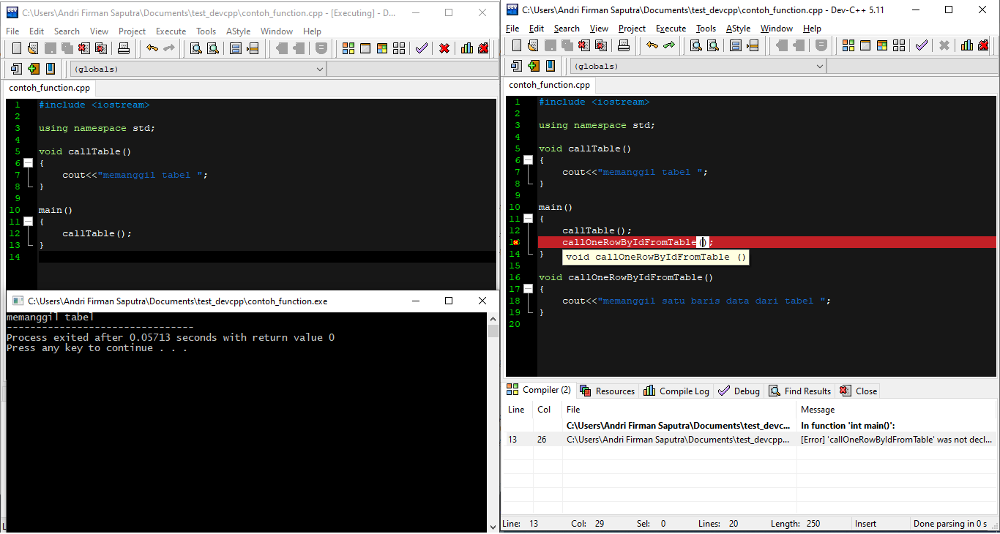 C:\Users\Andri Firman Saputra\Documents\test_devcpp\contoh_function.cpp - [Executing] - D...
File Edit Search View Project Execute Tools AStyle Window Help
(globals)
contoh_function.cpp
1 #include <iostream>
2
3 using namespace std;
4
5 void callTable()
6 {
7 cout<<"memanggil tabel ";
8 }
9
10 main()
11 {
12 callTable();
13 }
14
C:\Users\Andri Firman Saputra\Documents\test_devcpp\contoh_function.exe
memanggil tabel
--------------------------------
Process exited after 0.05713 seconds with return value 0
Press any key to continue . . .
C:\Users\Andri Firman Saputra\Documents\test_devcpp\contoh_function.cpp - Dev-C++ 5.11
File Edit Search View Project Execute Tools AStyle Window Help
(globals)
contoh_function.cpp
1 #include <iostream>
2
3 using namespace std;
4
5 void callTable()
6 {
7 cout<<"memanggil tabel ";
8 }
9
10 main()
11 {
12 callTable();
callOneRowByIdFromTable();
14 }
void callOneRowByIdFromTable ()
15
16 void callOneRowByIdFromTable()
17 {
18 cout<<"memanggil satu baris data dari tabel ";
19 }
20
Compiler (2) Resources Compile Log Debug Find Results Close
Line Col File Message
C:\Users\Andri Firman Saputra\Documents\test_devc... In function 'int main()':
13 26 C:\Users\Andri Firman Saputra\Documents\test_devcpp... [Error] 'callOneRowByIdFromTable' was not decl...
Line: 13 Col: 29 Sel: 0 Lines: 20 Length: 250 Insert Done parsing in 0 s